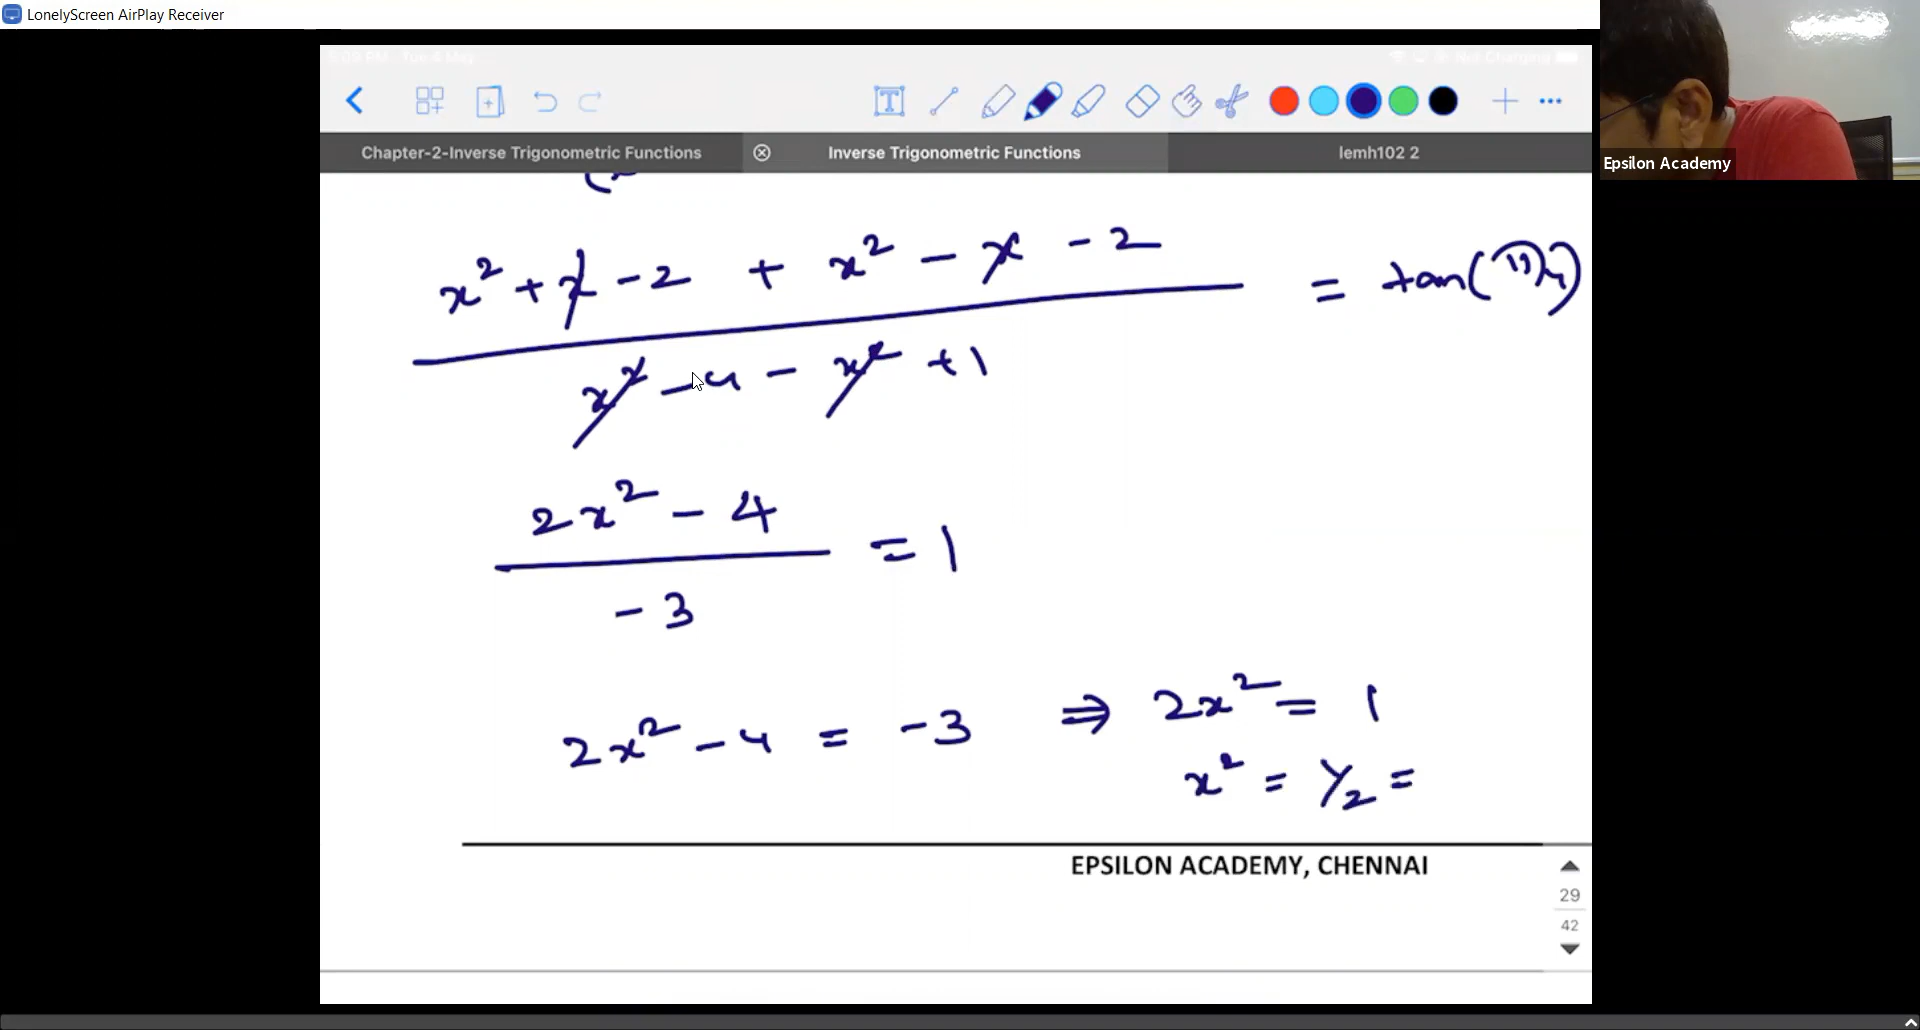 LonelyScreen AirPlay Receiver
Chapter-2-Inverse Trigonometric Functions
Inverse Trigonometric Functions
lemh102 2
Epsilon Academy
x² + x - 2 + x² - x - 2 = tan(π/4)
x² - 4 - x² + 1
2x² - 4 = 1
- 3
2x² - 4 = -3 ⇒ 2x² = 1
x² = 1/2 =
EPSILON ACADEMY, CHENNAI
29
42